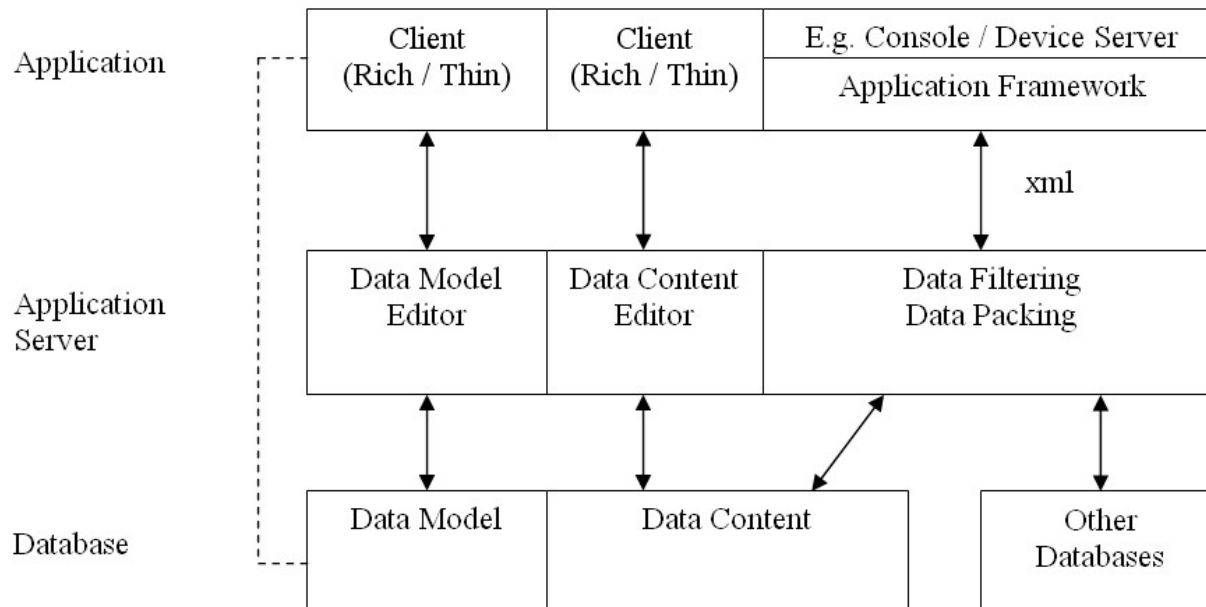 Application
Client
(Rich / Thin)
Client
(Rich / Thin)
E.g. Console / Device Server
Application Framework
xml
Application
Server
Data Model
Editor
Data Content
Editor
Data Filtering
Data Packing
Database
Data Model
Data Content
Other
Databases